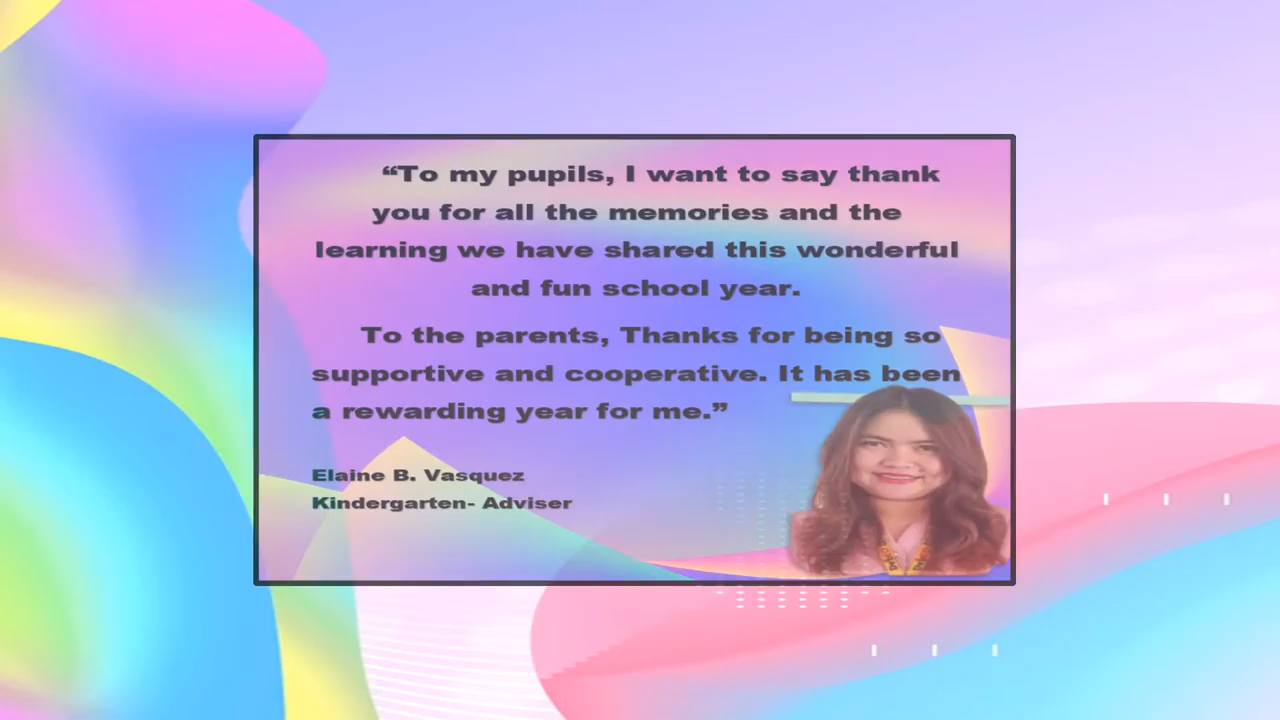 “To my pupils, I want to say thank
you for all the memories and the
learning we have shared this wonderful
and fun school year.
To the parents, Thanks for being so
supportive and cooperative. It has been
a rewarding year for me.”
Elaine B. Vasquez
Kindergarten- Adviser